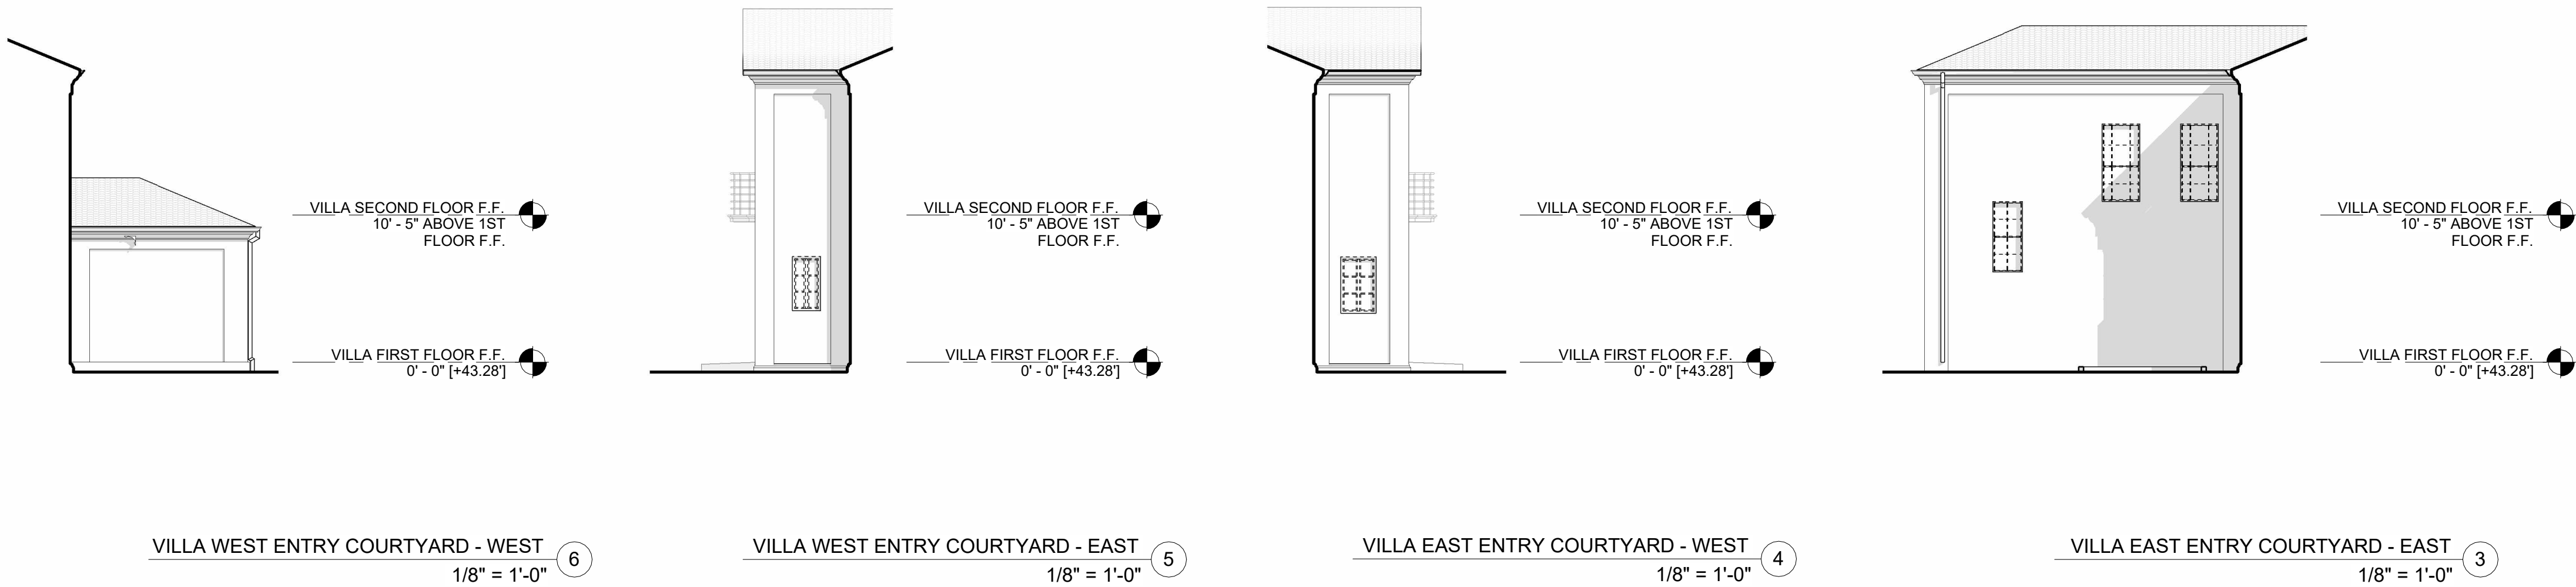 VILLA SECOND FLOOR F.F.
10' - 5" ABOVE 1ST
FLOOR F.F.
VILLA FIRST FLOOR F.F.
0' - 0" [+43.28']
VILLA WEST ENTRY COURTYARD - WEST
6
1/8" = 1'-0"
VILLA SECOND FLOOR F.F.
10' - 5" ABOVE 1ST
FLOOR F.F.
VILLA FIRST FLOOR F.F.
0' - 0" [+43.28']
VILLA WEST ENTRY COURTYARD - EAST
5
1/8" = 1'-0"
VILLA SECOND FLOOR F.F.
10' - 5" ABOVE 1ST
FLOOR F.F.
VILLA FIRST FLOOR F.F.
0' - 0" [+43.28']
VILLA EAST ENTRY COURTYARD - WEST
4
1/8" = 1'-0"
VILLA SECOND FLOOR F.F.
10' - 5" ABOVE 1ST
FLOOR F.F.
VILLA FIRST FLOOR F.F.
0' - 0" [+43.28']
VILLA EAST ENTRY COURTYARD - EAST
3
1/8" = 1'-0"